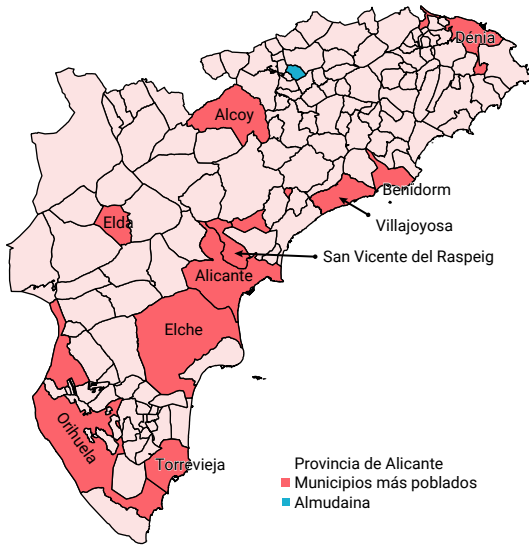 Dénia
Alcoy
Benidorm
Elda
Villajoyosa
San Vicente del Raspeig
Alicante
Elche
Orihuela
Torrevieja
Provincia de Alicante
Municipios más poblados
Almudaina